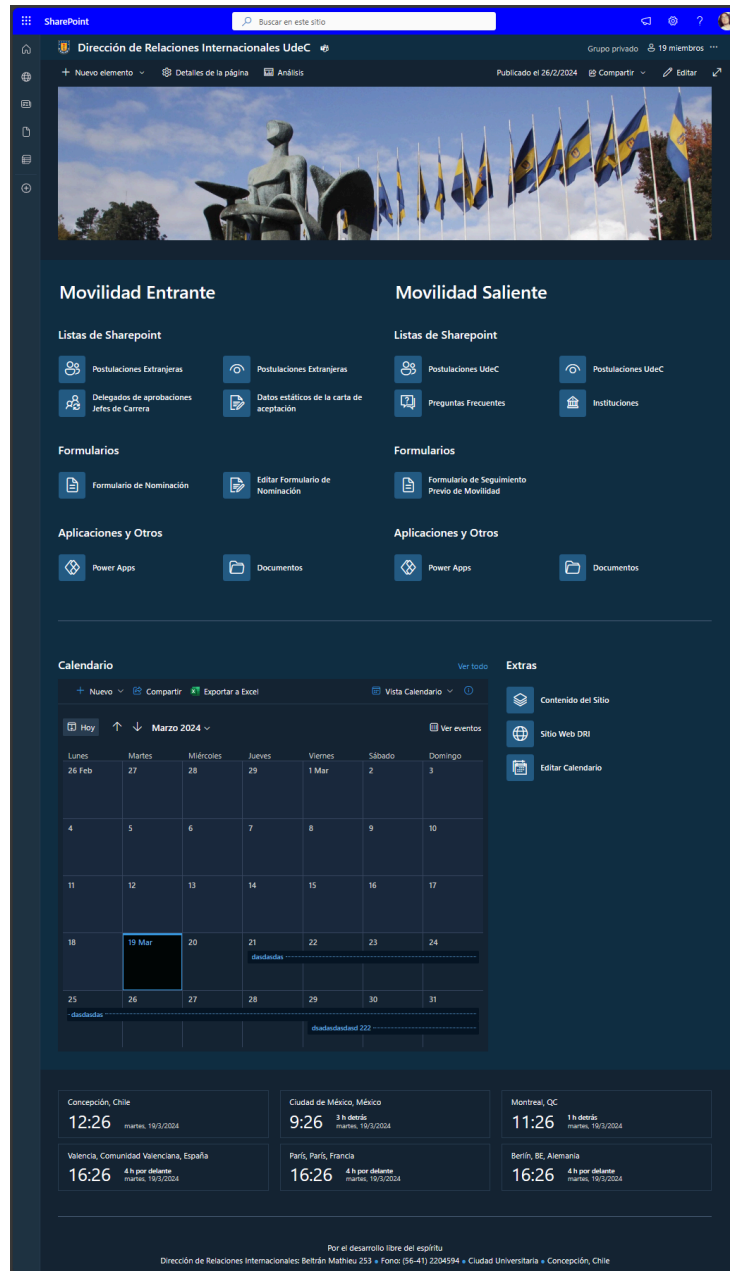 SharePoint
Buscar en este sitio
Dirección de Relaciones Internacionales UdeC
Grupo privado
19 miembros
Nuevo elemento
Detalles de la página
Análisis
Publicado el 26/2/2024
Compartir
Editar
Movilidad Entrante
Listas de Sharepoint
Postulaciones Extranjeras
Postulaciones Extranjeras
Delegados de aprobaciones
Jefes de Carrera
Datos estáticos de la carta de
aceptación
Formularios
Formulario de Nominación
Editar Formulario de
Nominación
Aplicaciones y Otros
Power Apps
Documentos
Movilidad Saliente
Listas de Sharepoint
Postulaciones UdeC
Postulaciones UdeC
Preguntas Frecuentes
Instituciones
Formularios
Formulario de Seguimiento
Previo de Movilidad
Aplicaciones y Otros
Power Apps
Documentos
Calendario
Ver todo
Nuevo
Compartir
Exportar a Excel
Vista Calendario
Hoy
Marzo 2024
Ver eventos
Lunes Martes Miércoles Jueves Viernes Sábado Domingo
26 Feb 27 28 29 1 Mar 2 3
4 5 6 7 8 9 10
11 12 13 14 15 16 17
18 19 Mar 20 21 22 23 24
dasdasdas
25 26 27 28 29 30 31
dasdasdas
dsadasdasdasd 222
Extras
Contenido del Sitio
Sitio Web DRI
Editar Calendario
Concepción, Chile
12:26
martes, 19/3/2024
Ciudad de México, México
9:26
3 h detrás
martes, 19/3/2024
Montreal, QC
11:26
1 h detrás
martes, 19/3/2024
Valencia, Comunidad Valenciana, España
16:26
4 h por delante
martes, 19/3/2024
París, París, Francia
16:26
4 h por delante
martes, 19/3/2024
Berlín, BE, Alemania
16:26
4 h por delante
martes, 19/3/2024
Por el desarrollo libre del espíritu
Dirección de Relaciones Internacionales: Beltrán Mathieu 253 • Fono: (56-41) 2204594 • Ciudad Universitaria • Concepción, Chile